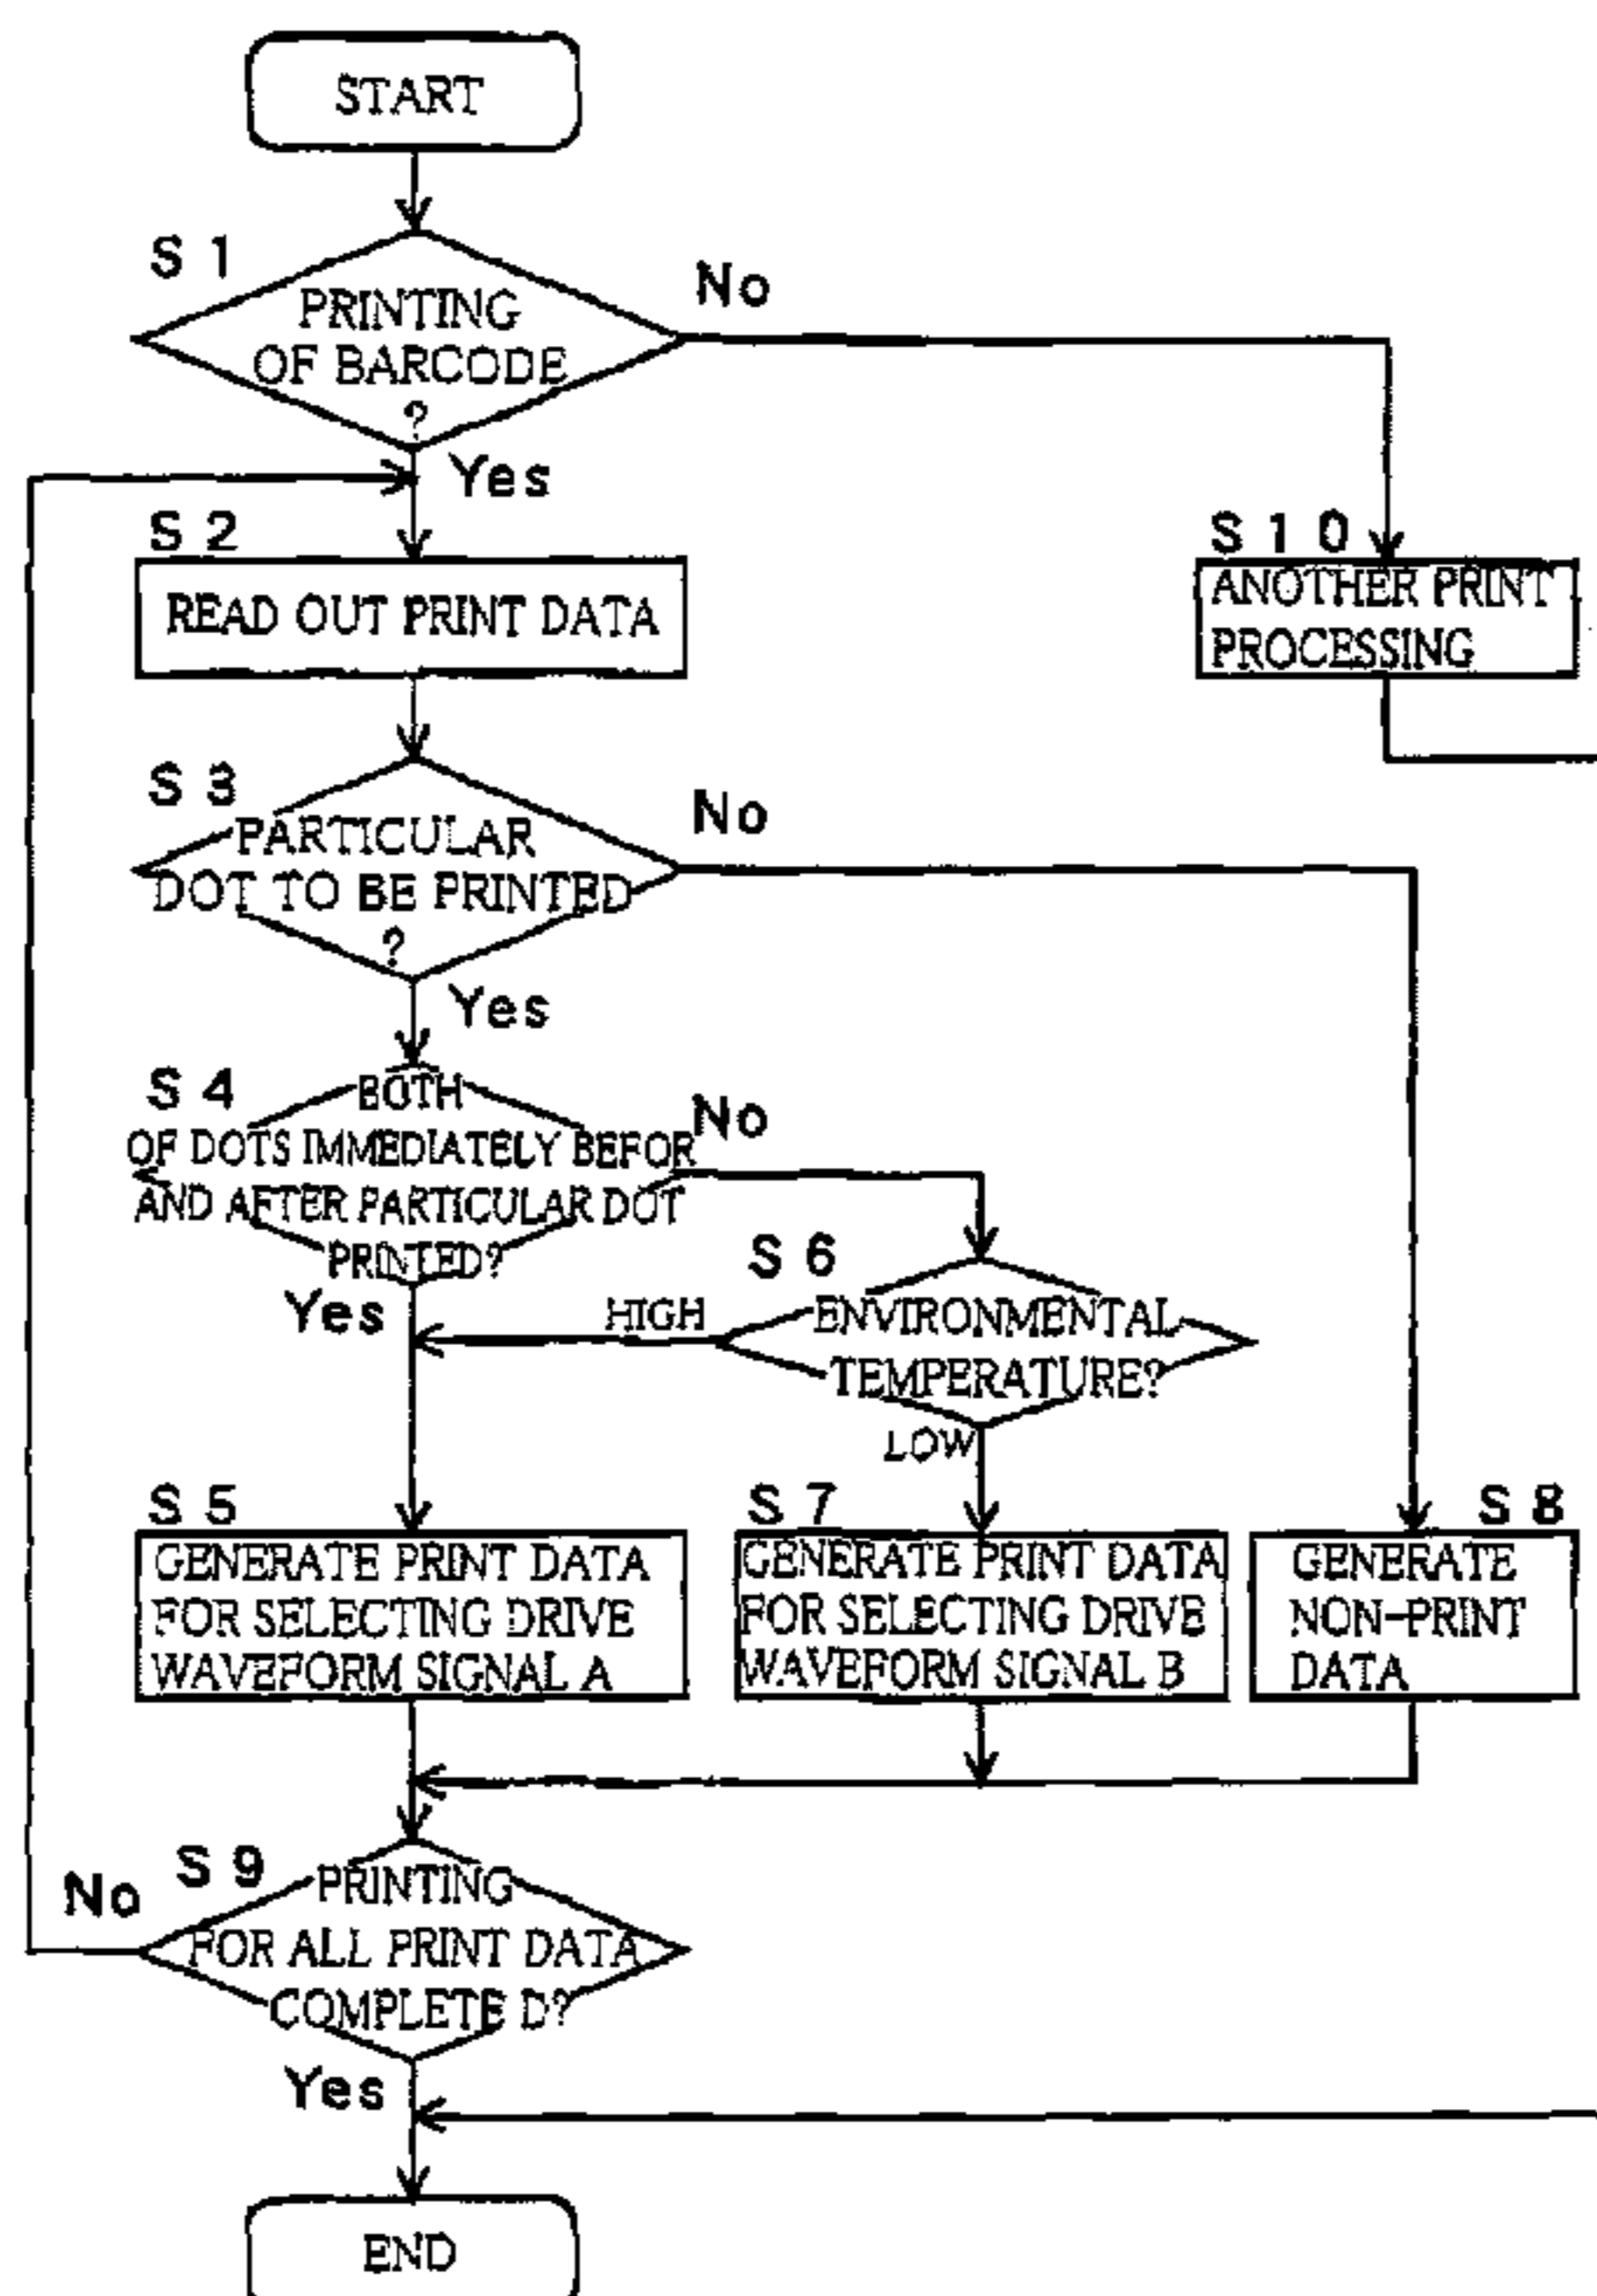 START
S 1
PRINTING
OF BARCODE
?
No
Yes
S 2
READ OUT PRINT DATA
S 1 0
ANOTHER PRINT
PROCESSING
S 3
PARTICULAR
DOT TO BE PRINTED
?
No
Yes
S 4
BOTH
OF DOTS IMMEDIATELY BEFOR
AND AFTER PARTICULAR DOT
PRINTED?
No
Yes
S 6
ENVIRONMENTAL
TEMPERATURE?
HIGH
LOW
S 5
GENERATE PRINT DATA
FOR SELECTING DRIVE
WAVEFORM SIGNAL A
S 7
GENERATE PRINT DATA
FOR SELECTING DRIVE
WAVEFORM SIGNAL B
S 8
GENERATE
NON-PRINT
DATA
S 9
PRINTING
FOR ALL PRINT DATA
COMPLETE D?
No
Yes
END